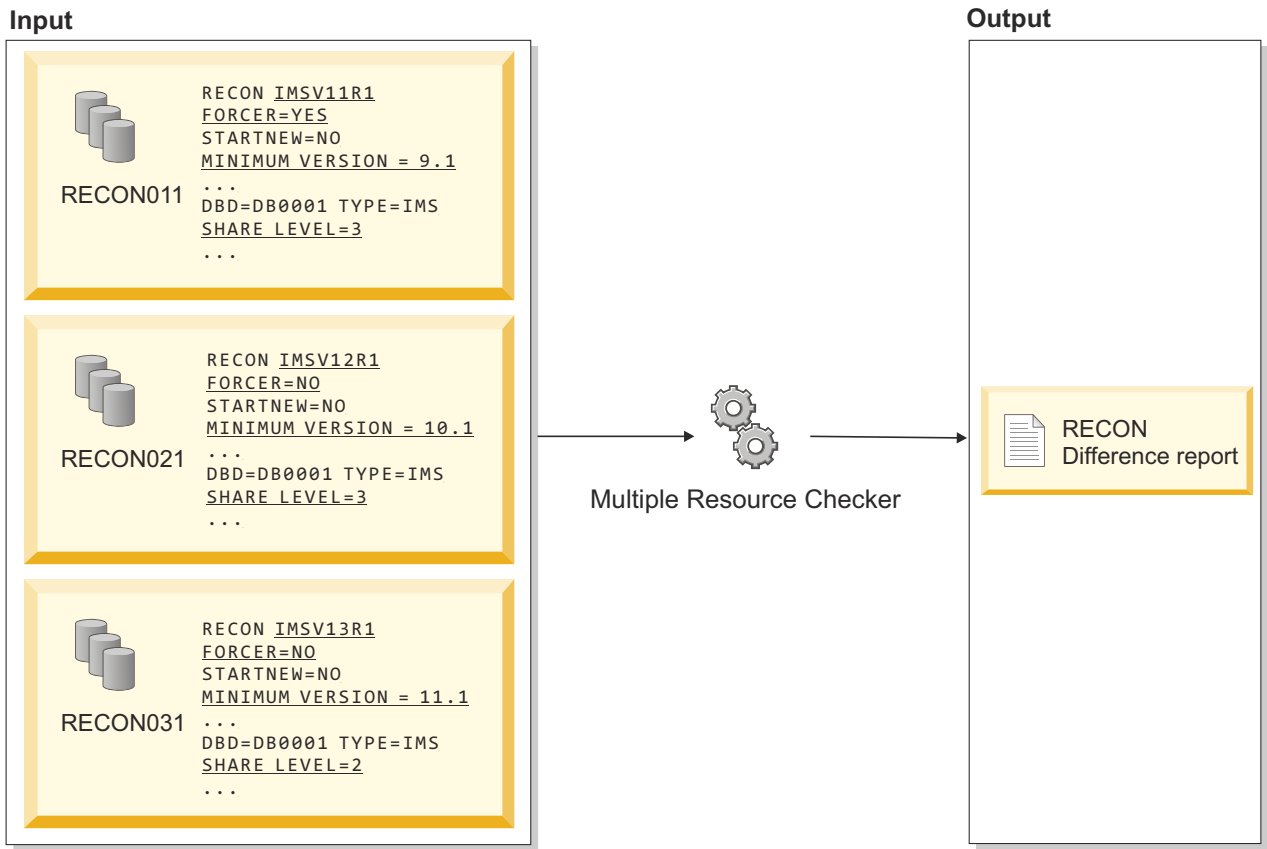 Input
RECON IMSV11R1
FORCER=YES
STARTNEW=NO
MINIMUM VERSION = 9.1
...
DBD=DB0001 TYPE=IMS
SHARE LEVEL=3
...
RECON011
RECON IMSV12R1
FORCER=NO
STARTNEW=NO
MINIMUM VERSION = 10.1
...
DBD=DB0001 TYPE=IMS
SHARE LEVEL=3
...
RECON021
RECON IMSV13R1
FORCER=NO
STARTNEW=NO
MINIMUM VERSION = 11.1
...
DBD=DB0001 TYPE=IMS
SHARE LEVEL=2
...
RECON031
Multiple Resource Checker
Output
RECON
Difference report